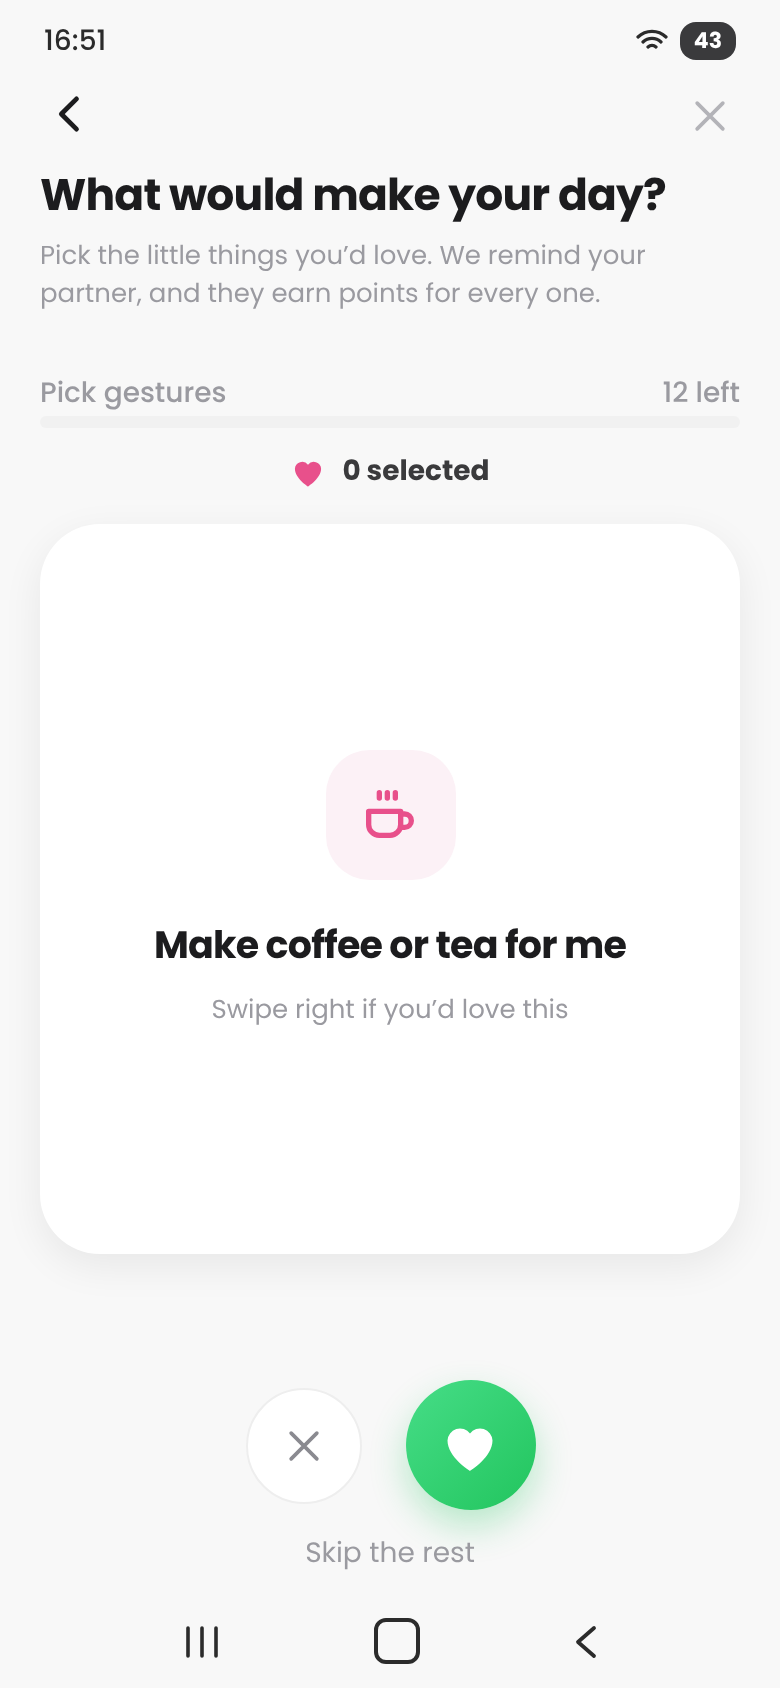 16:51
43
What would make your day?
Pick the little things you’d love. We remind your
partner, and they earn points for every one.
Pick gestures
12 left
0 selected
Make coffee or tea for me
Swipe right if you’d love this
Skip the rest